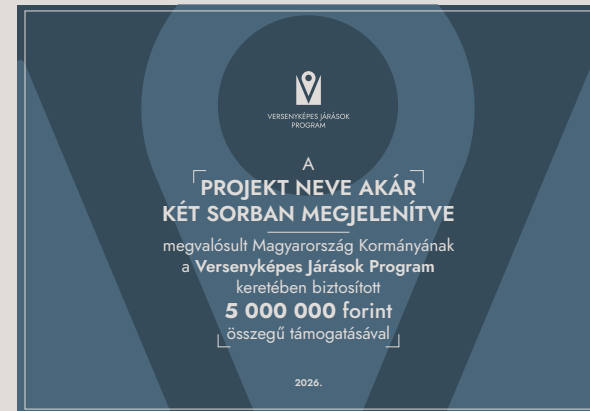 VERSENYKÉPES JÁRÁSOK
PROGRAM
A
PROJEKT NEVE AKÁR
KÉT SORBAN MEGJELENÍTVE
megvalósult Magyarország Kormányának
a Versenyképes Járások Program
keretében biztosított
5 000 000 forint
összegű támogatásával
2026.